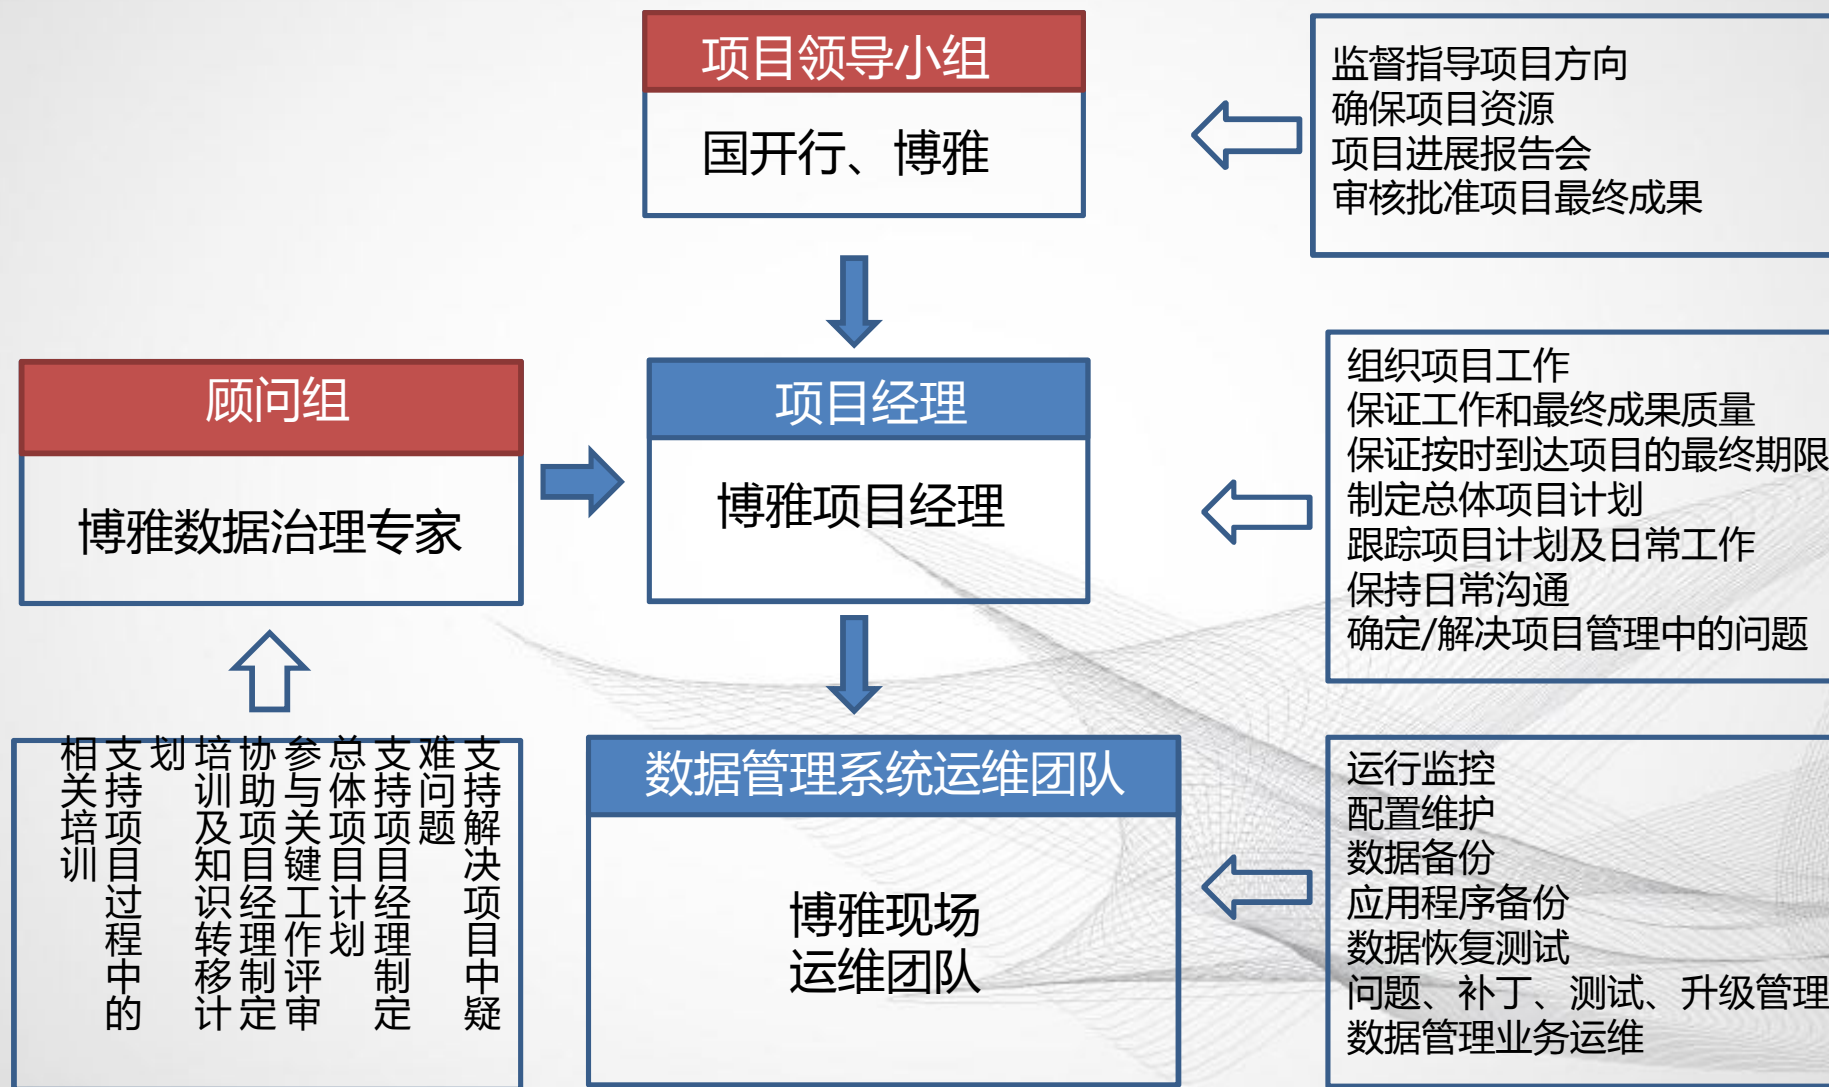 项目领导小组
国开行、博雅
监督指导项目方向
确保项目资源
项目进展报告会
审核批准项目最终成果
顾问组
博雅数据治理专家
项目经理
博雅项目经理
组织项目工作
保证工作和最终成果质量
保证按时到达项目的最终期限
制定总体项目计划
跟踪项目计划及日常工作
保持日常沟通
确定/解决项目管理中的问题
支持解决项目中疑
难问题
支持项目经理制定
总体项目计划
参与关键工作评审
协助项目经理制定
培训及知识转移计
划
支持项目过程中的
相关培训
数据管理系统运维团队
博雅现场
运维团队
运行监控
配置维护
数据备份
应用程序备份
数据恢复测试
问题、补丁、测试、升级管理
数据管理业务运维